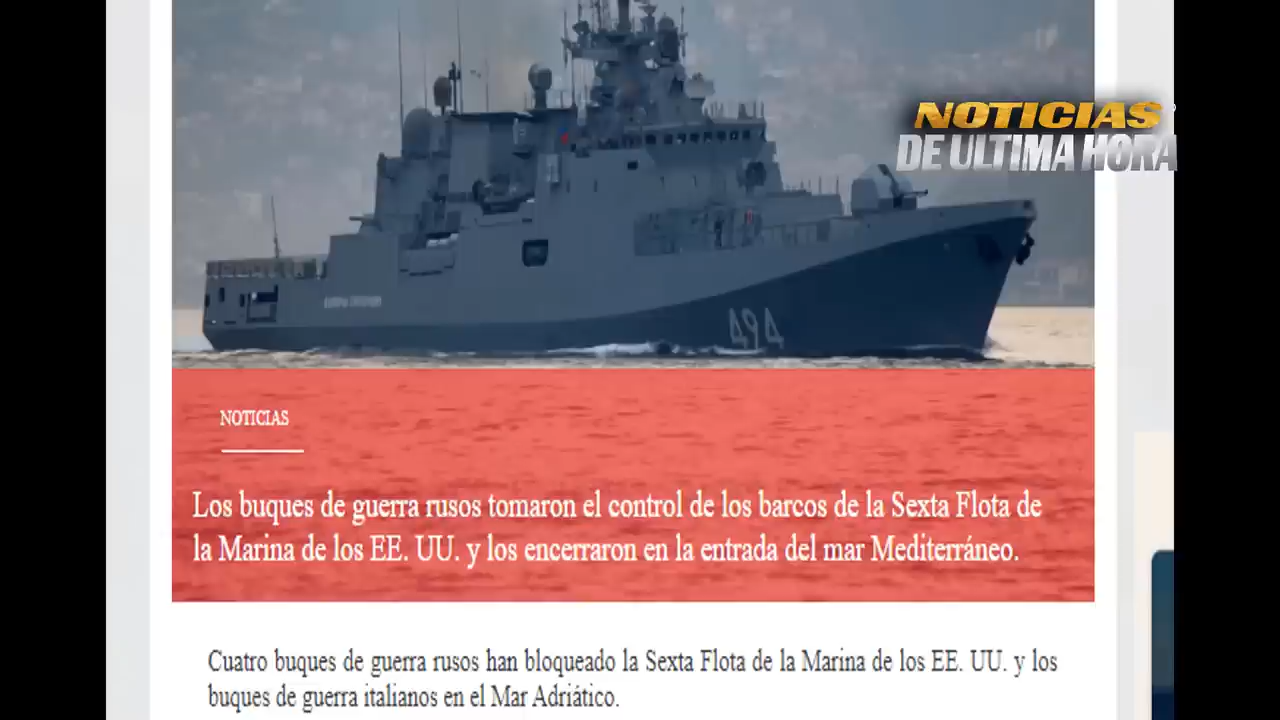 NOTICIAS
DE ULTIMA HORA
494
NOTICIAS
Los buques de guerra rusos tomaron el control de los barcos de la Sexta Flota de
la Marina de los EE. UU. y los encerraron en la entrada del mar Mediterráneo.
Cuatro buques de guerra rusos han bloqueado la Sexta Flota de la Marina de los EE. UU. y los
buques de guerra italianos en el Mar Adriático.